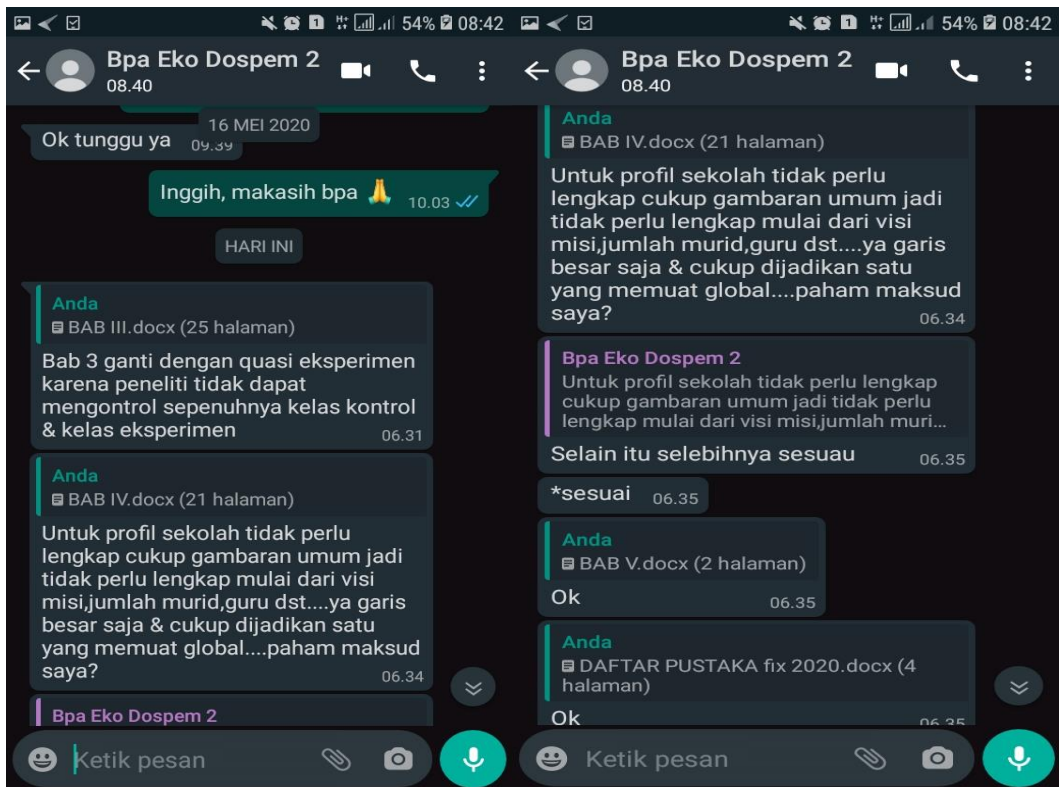 54% 08:42
Bpa Eko Dospem 2
08.40
16 MEI 2020
Ok tunggu ya 09.39
Inggih, makasih bpa 🙏 10.03
HARI INI
Anda
BAB III.docx (25 halaman)
Bab 3 ganti dengan quasi eksperimen
karena peneliti tidak dapat
mengontrol sepenuhnya kelas kontrol
& kelas eksperimen 06.31
Anda
BAB IV.docx (21 halaman)
Untuk profil sekolah tidak perlu
lengkap cukup gambaran umum jadi
tidak perlu lengkap mulai dari visi
misi,jumlah murid,guru dst....ya garis
besar saja & cukup dijadikan satu
yang memuat global....paham maksud
saya? 06.34
Bpa Eko Dospem 2
Ketik pesan
54% 08:42
Bpa Eko Dospem 2
08.40
Anda
BAB IV.docx (21 halaman)
Untuk profil sekolah tidak perlu
lengkap cukup gambaran umum jadi
tidak perlu lengkap mulai dari visi
misi,jumlah murid,guru dst....ya garis
besar saja & cukup dijadikan satu
yang memuat global....paham maksud
saya? 06.34
Bpa Eko Dospem 2
Untuk profil sekolah tidak perlu lengkap
cukup gambaran umum jadi tidak perlu
lengkap mulai dari visi misi,jumlah muri...
Selain itu selebihnya sesuau 06.35
*sesuai 06.35
Anda
BAB V.docx (2 halaman)
Ok 06.35
Anda
DAFTAR PUSTAKA fix 2020.docx (4
halaman)
Ok 06.35
Ketik pesan